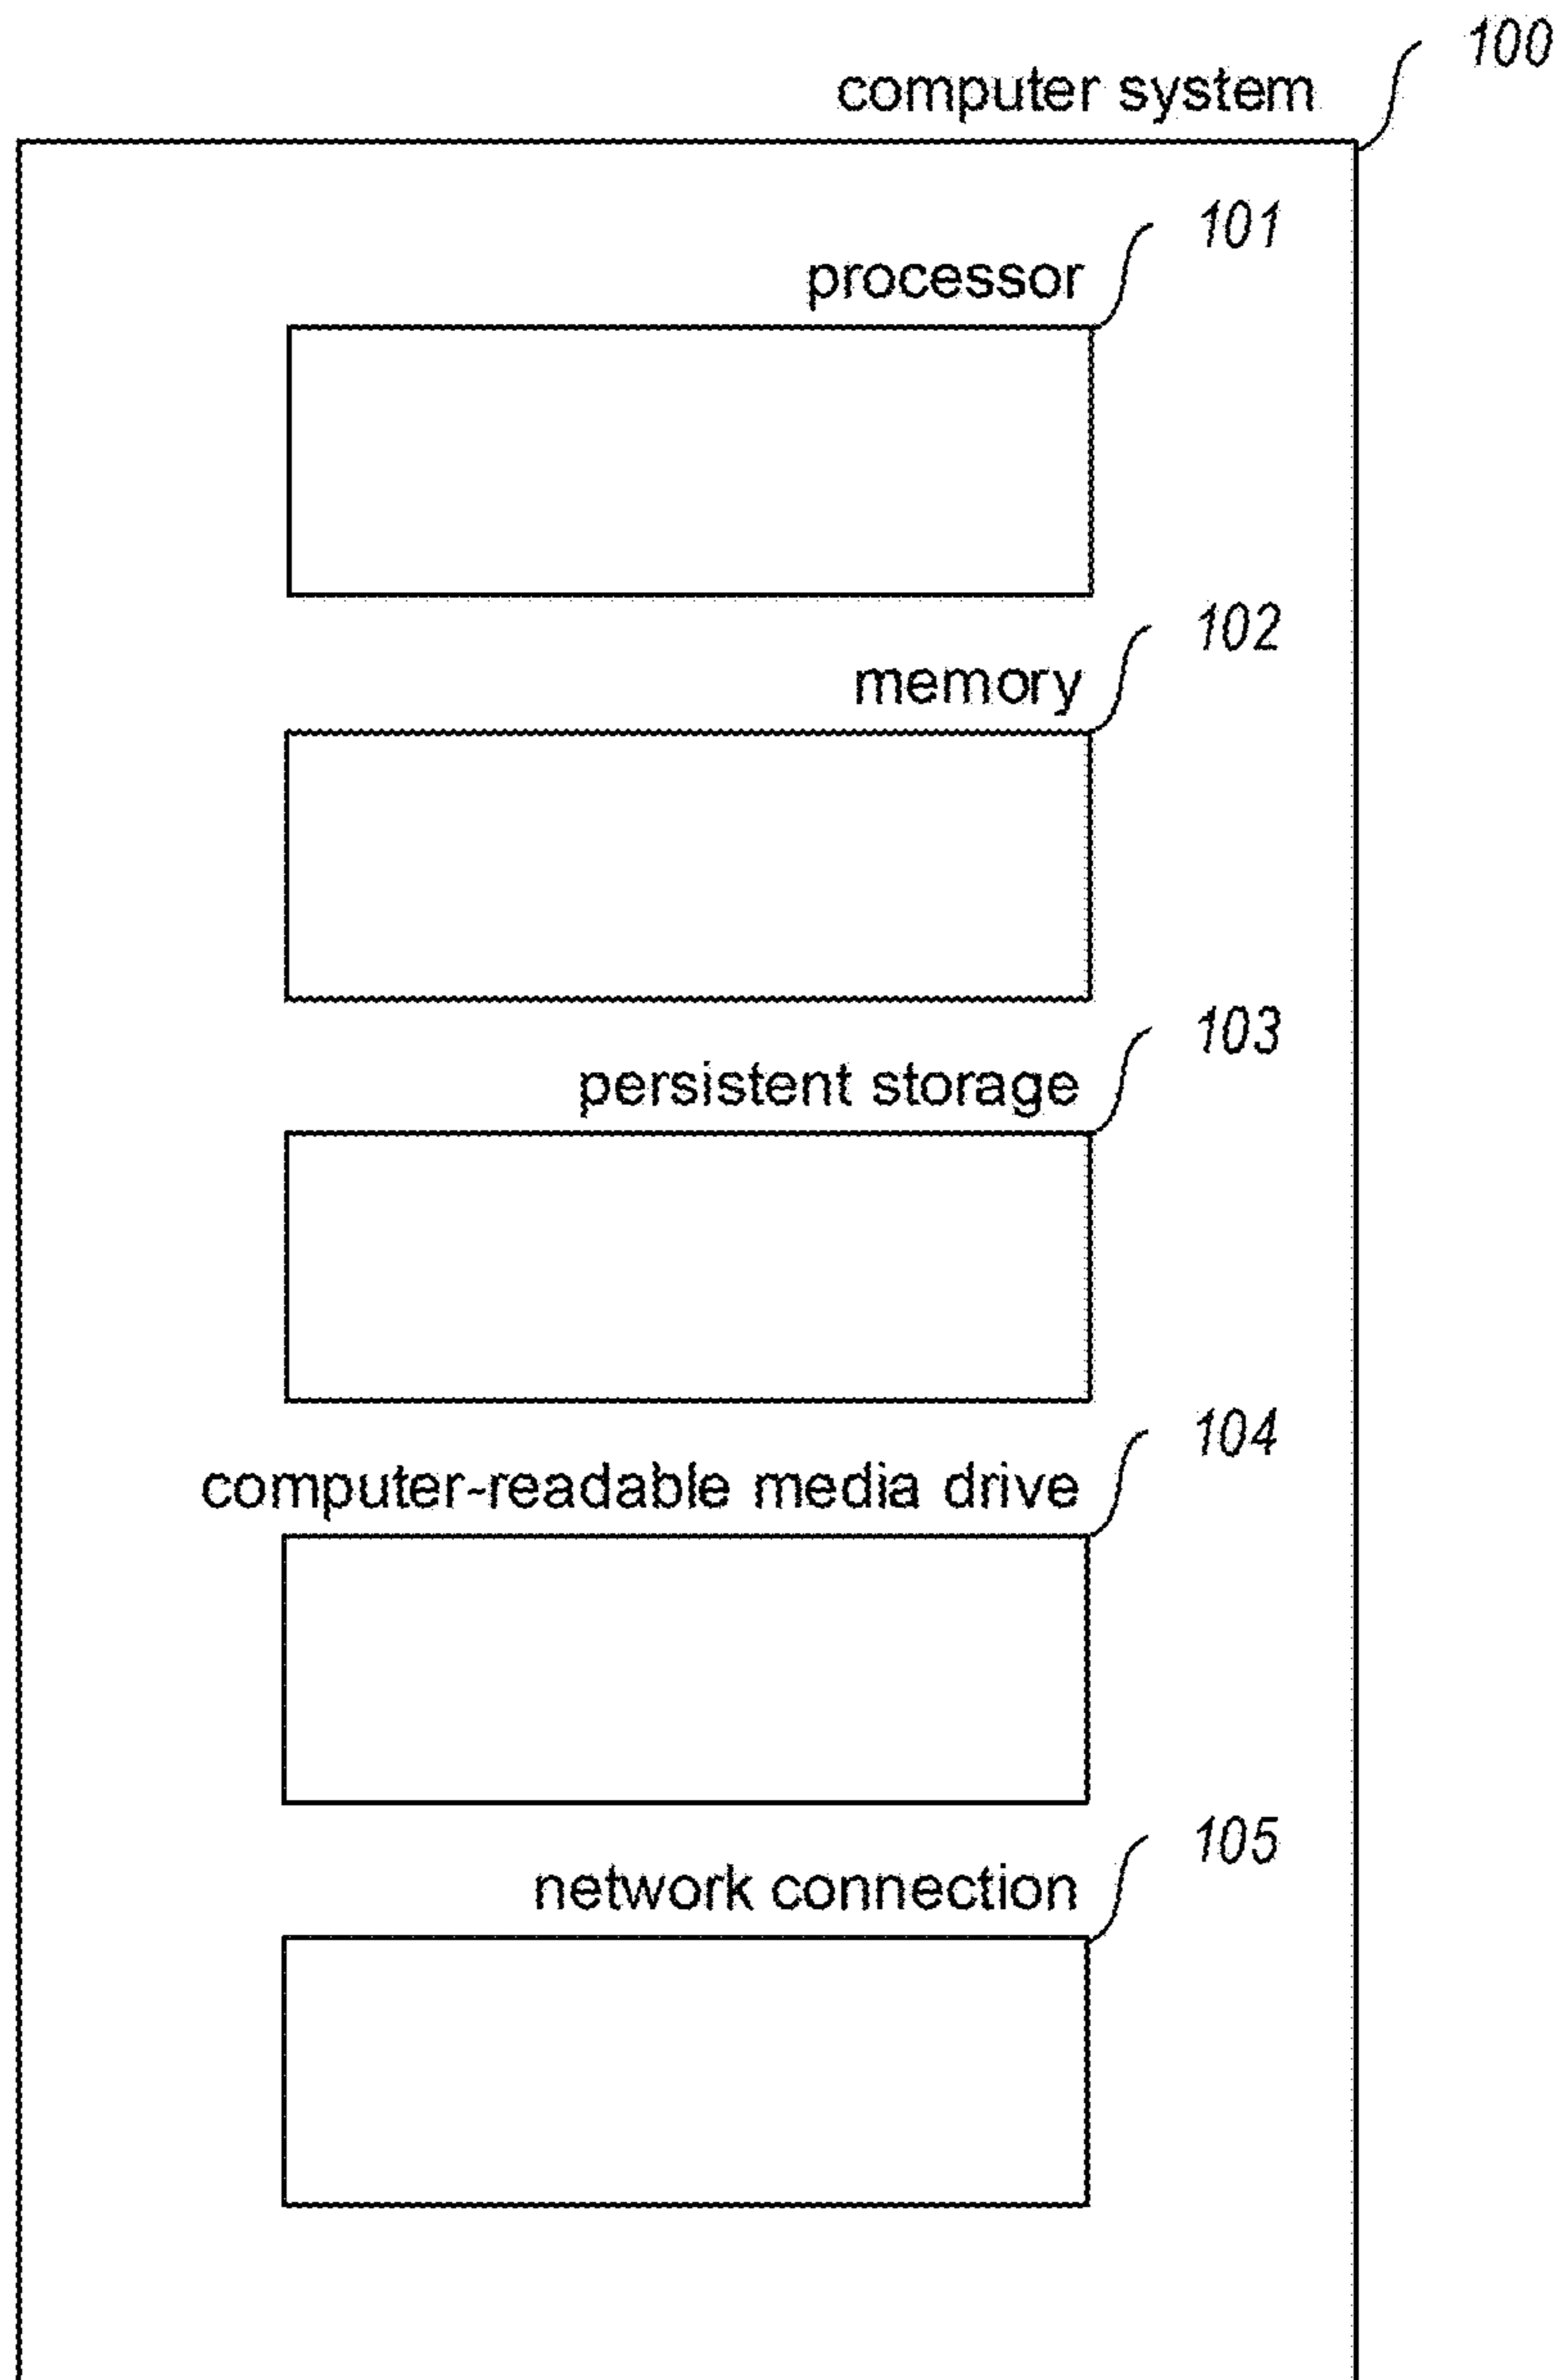 100
computer system
101
processor
102
memory
103
persistent storage
104
computer-readable media drive
105
network connection